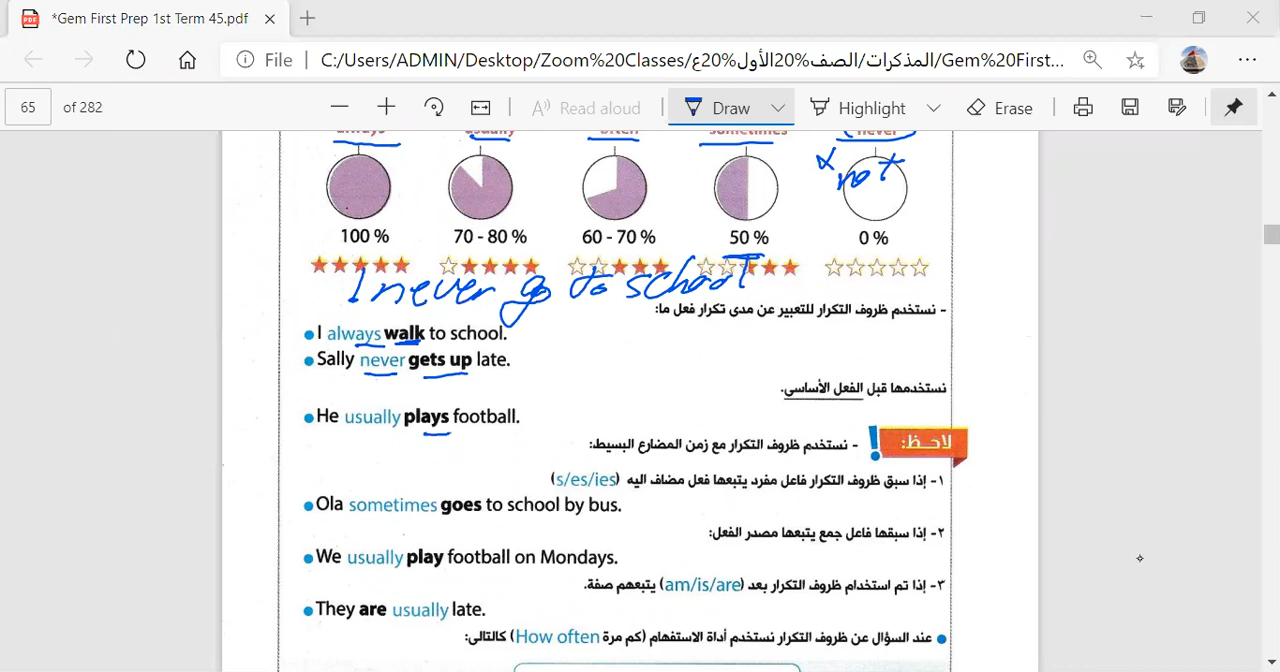 *Gem First Prep 1st Term 45.pdf
File C:/Users/ADMIN/Desktop/Zoom%20Classes/المذكرات/الصف%20الأول%20ع/Gem%20First...
65 of 282 Read aloud Draw Highlight Erase
always usually often sometimes never
not
100 % 70 - 80 % 60 - 70 % 50 % 0 %
I never go to school
- نستخدم ظروف التكرار للتعبير عن مدى تكرار فعل ما:
I always walk to school.
Sally never gets up late.
نستخدمها قبل الفعل الأساسى.
He usually plays football.
لاحظ: ! - نستخدم ظروف التكرار مع زمن المضارع البسيط:
١- إذا سبق ظروف التكرار فاعل مفرد يتبعها فعل مضاف اليه (s/es/ies)
Ola sometimes goes to school by bus.
٢- إذا سبقها فاعل جمع يتبعها مصدر الفعل:
We usually play football on Mondays.
٣- إذا تم استخدام ظروف التكرار بعد (am/is/are) يتبعهم صفة.
They are usually late.
عند السؤال عن ظروف التكرار نستخدم أداة الاستفهام (كم مرة How often) كالتالى: